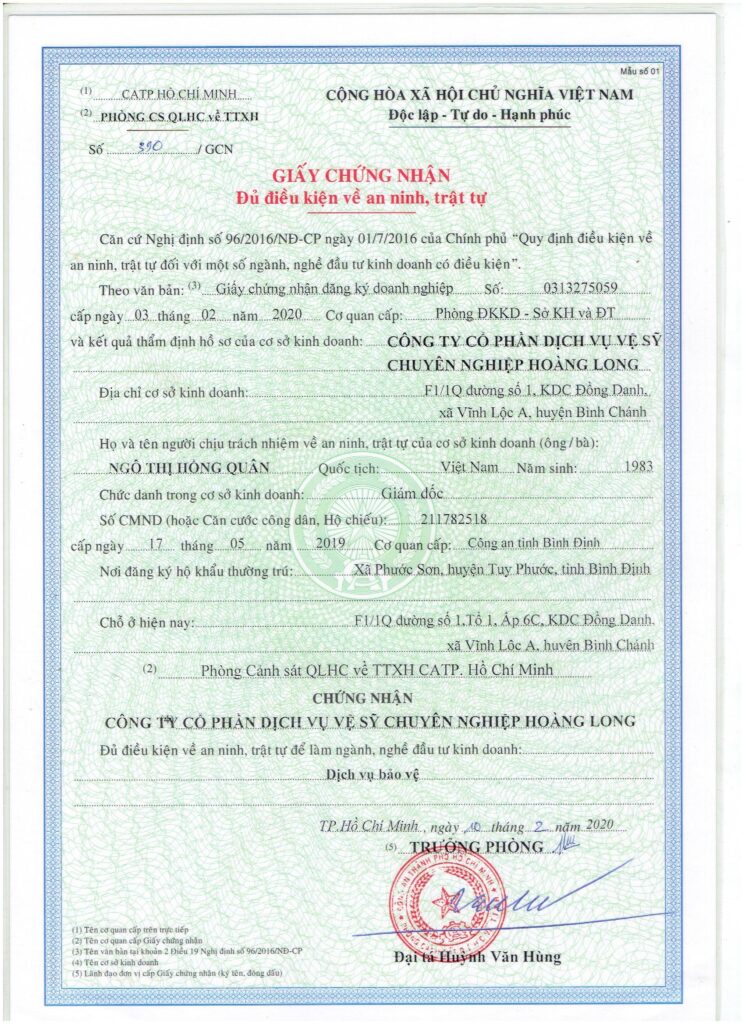 Mẫu số 01
(1) CATP HỒ CHÍ MINH
CỘNG HÒA XÃ HỘI CHỦ NGHĨA VIỆT NAM
(2) PHÒNG CS QLHC về TTXH
Độc lập - Tự do - Hạnh phúc
Số 390 / GCN
GIẤY CHỨNG NHẬN
Đủ điều kiện về an ninh, trật tự
Căn cứ Nghị định số 96/2016/NĐ-CP ngày 01/7/2016 của Chính phủ “Quy định điều kiện về
an ninh, trật tự đối với một số ngành, nghề đầu tư kinh doanh có điều kiện”.
Theo văn bản: (3) Giấy chứng nhận đăng ký doanh nghiệp Số: 0313275059
cấp ngày 03 tháng 02 năm 2020 Cơ quan cấp: Phòng ĐKKD - Sở KH và ĐT
và kết quả thẩm định hồ sơ của cơ sở kinh doanh: CÔNG TY CỔ PHẦN DỊCH VỤ VỆ SỸ
CHUYÊN NGHIỆP HOÀNG LONG
Địa chỉ cơ sở kinh doanh: F1/1Q đường số 1, KDC Đồng Danh,
xã Vĩnh Lộc A, huyện Bình Chánh
Họ và tên người chịu trách nhiệm về an ninh, trật tự của cơ sở kinh doanh (ông/bà):
NGÔ THỊ HỒNG QUÂN Quốc tịch: Việt Nam Năm sinh: 1983
Chức danh trong cơ sở kinh doanh: Giám đốc
Số CMND (hoặc Căn cước công dân, Hộ chiếu): 211782518
cấp ngày 17 tháng 05 năm 2019 Cơ quan cấp: Công an tỉnh Bình Định
Nơi đăng ký hộ khẩu thường trú: Xã Phước Sơn, huyện Tuy Phước, tỉnh Bình Định
Chỗ ở hiện nay: F1/1Q đường số 1,Tổ 1, Ấp 6C, KDC Đồng Danh,
xã Vĩnh Lộc A, huyện Bình Chánh
(2) Phòng Cảnh sát QLHC về TTXH CATP. Hồ Chí Minh
CHỨNG NHẬN
CÔNG TY CỔ PHẦN DỊCH VỤ VỆ SỸ CHUYÊN NGHIỆP HOÀNG LONG
Đủ điều kiện về an ninh, trật tự để làm ngành, nghề đầu tư kinh doanh:
Dịch vụ bảo vệ
TP.Hồ Chí Minh, ngày 10 tháng 2 năm 2020
(5) TRƯỞNG PHÒNG
CÔNG AN THÀNH PHỐ HỒ CHÍ MINH
Đại tá Huỳnh Văn Hùng
(1) Tên cơ quan cấp trên trực tiếp
(2) Tên cơ quan cấp Giấy chứng nhận
(3) Tên văn bản tại khoản 2 Điều 19 Nghị định số 96/2016/NĐ-CP
(4) Tên cơ sở kinh doanh
(5) Lãnh đạo đơn vị cấp Giấy chứng nhận (ký tên, đóng dấu)